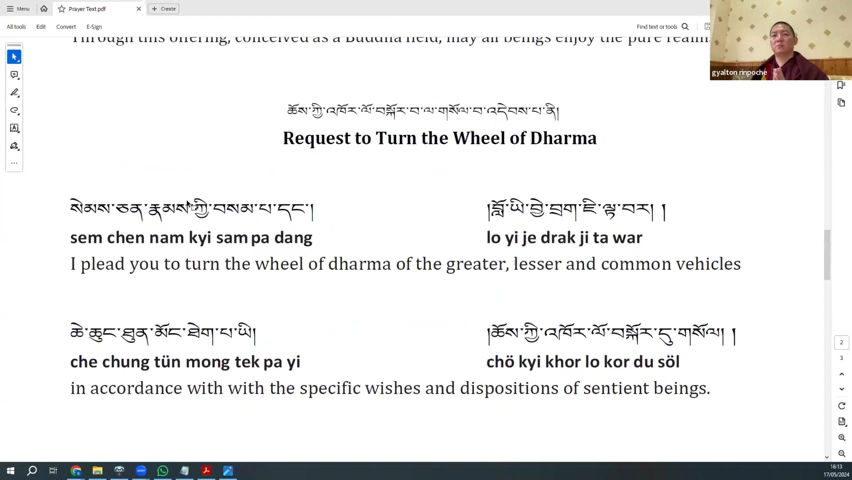 Menu
Prayer Text.pdf
Create
All tools
Edit
Convert
E-Sign
Find text or tools
gyalton rinpoche
Through this offering, conceived as a Buddha field, may all beings enjoy the pure realm
ཆོས་ཀྱི་འཁོར་ལོ་བསྐོར་བ་ལ་གསོལ་བ་འདེབས་པ་ནི།
Request to Turn the Wheel of Dharma
སེམས་ཅན་རྣམས་ཀྱི་བསམ་པ་དང་། །བློ་ཡི་བྱེ་བྲག་ཇི་ལྟ་བར། །
sem chen nam kyi sam pa dang lo yi je drak ji ta war
I plead you to turn the wheel of dharma of the greater, lesser and common vehicles
ཆེ་ཆུང་ཐུན་མོང་ཐེག་པ་ཡི། །ཆོས་ཀྱི་འཁོར་ལོ་བསྐོར་དུ་གསོལ། །
che chung tün mong tek pa yi chö kyi khor lo kor du söl
in accordance with with the specific wishes and dispositions of sentient beings.
2
3
16:13
17/05/2024